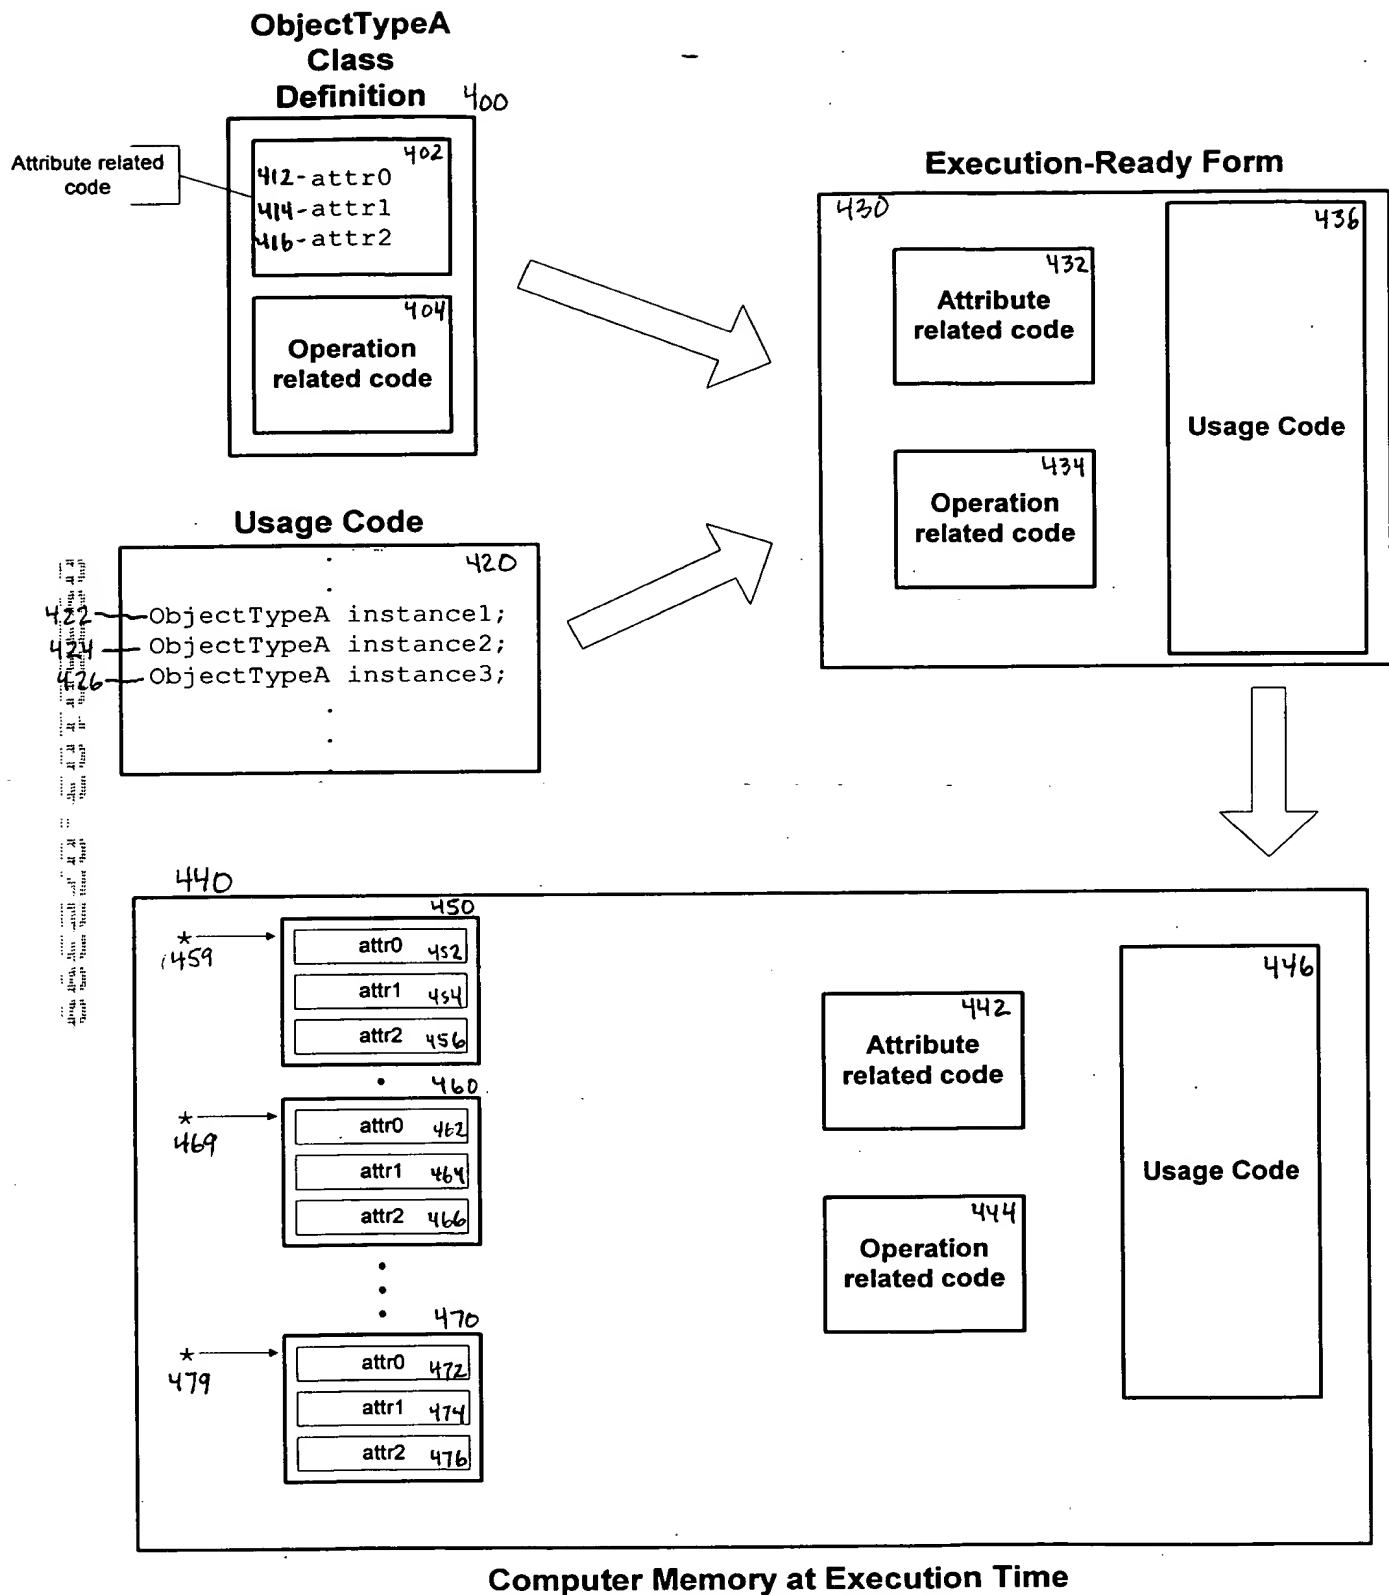 ObjectTypeA
Class
Definition
400
Attribute related
code
402
412-attr0
414-attr1
416-attr2
404
Operation
related code
Execution-Ready Form
430
436
432
Attribute
related code
Usage Code
434
Operation
related code
Usage Code
420
.
.
422 ObjectTypeA instance1;
424 ObjectTypeA instance2;
426 ObjectTypeA instance3;
.
.
440
450
*
459
attr0 452
attr1 454
attr2 456
460
*
469
attr0 462
attr1 464
attr2 466
470
*
479
attr0 472
attr1 474
attr2 476
442
Attribute
related code
446
Usage Code
444
Operation
related code
Computer Memory at Execution Time